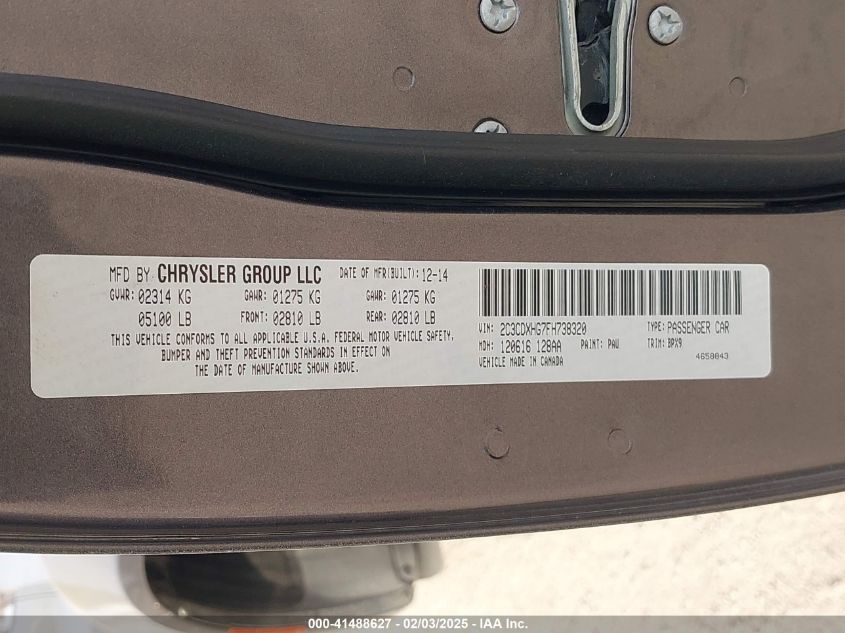 MFD BY CHRYSLER GROUP LLC DATE OF MFR(BUILT): 12-14
GVWR: 02314 KG GAWR: 01275 KG GAWR: 01275 KG
05100 LB FRONT: 02810 LB REAR: 02810 LB
THIS VEHICLE CONFORMS TO ALL APPLICABLE U.S.A. FEDERAL MOTOR VEHICLE SAFETY,
BUMPER AND THEFT PREVENTION STANDARDS IN EFFECT ON
THE DATE OF MANUFACTURE SHOWN ABOVE.
VIN: 2C3CDXHG7FH738320 TYPE: PASSENGER CAR
MDH: 120616 128AA PAINT: PAU TRIM: BPX9
VEHICLE MADE IN CANADA 4650843
000-41488627 - 02/03/2025 - IAA Inc.